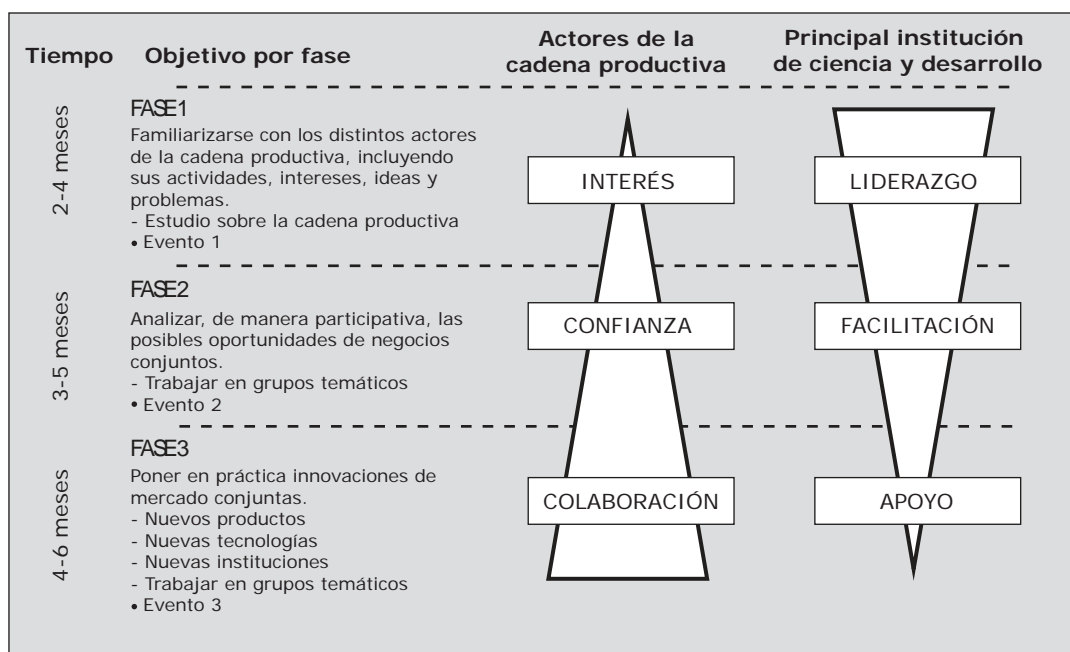 Tiempo
Objetivo por fase
Actores de la
cadena productiva
Principal institución
de ciencia y desarrollo
2-4 meses
FASE1
Familiarizarse con los distintos actores
de la cadena productiva, incluyendo
sus actividades, intereses, ideas y
problemas.
- Estudio sobre la cadena productiva
• Evento 1
INTERÉS
LIDERAZGO
3-5 meses
FASE2
Analizar, de manera participativa, las
posibles oportunidades de negocios
conjuntos.
- Trabajar en grupos temáticos
• Evento 2
CONFIANZA
FACILITACIÓN
4-6 meses
FASE3
Poner en práctica innovaciones de
mercado conjuntas.
- Nuevos productos
- Nuevas tecnologías
- Nuevas instituciones
- Trabajar en grupos temáticos
• Evento 3
COLABORACIÓN
APOYO